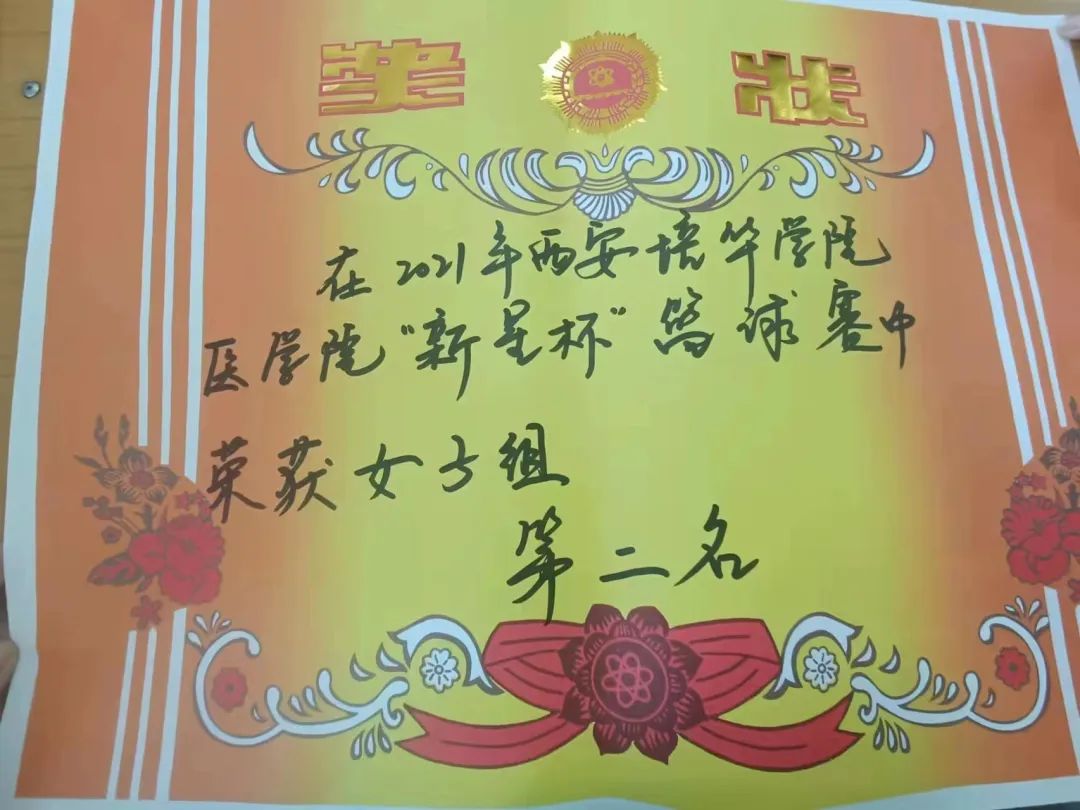 奖状
在2021年西安培华学院
医学院“新星杯”篮球赛中
荣获女子组
第二名